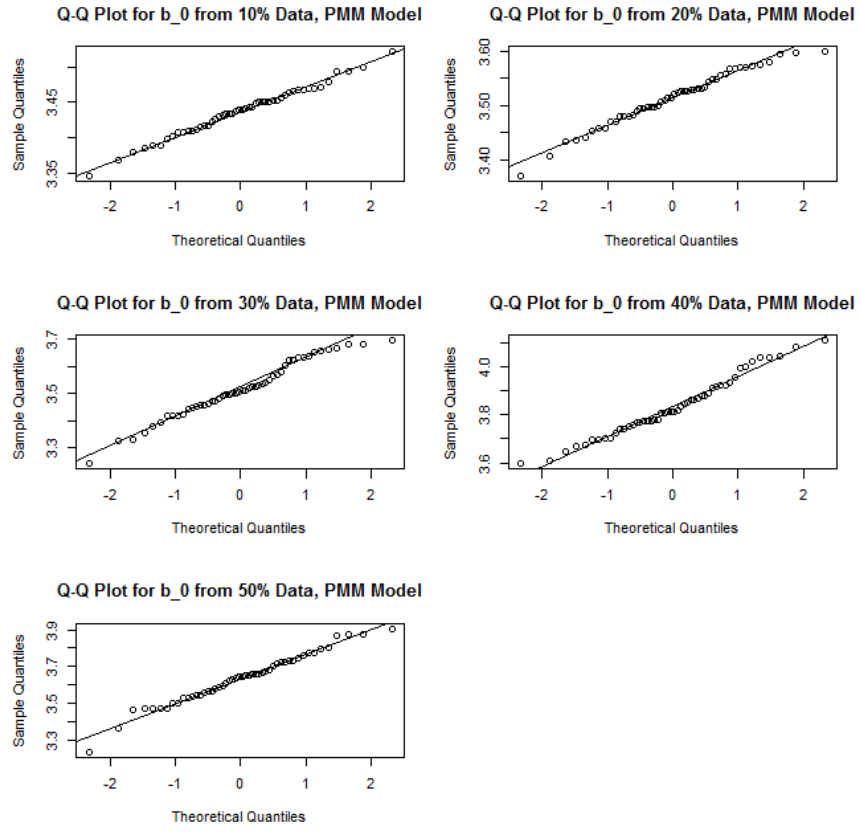 Q-Q Plot for b_0 from 10% Data, PMM Model
Sample Quantiles
3.45
3.35
-2 -1 0 1 2
Theoretical Quantiles
Q-Q Plot for b_0 from 20% Data, PMM Model
Sample Quantiles
3.60
3.50
3.40
-2 -1 0 1 2
Theoretical Quantiles
Q-Q Plot for b_0 from 30% Data, PMM Model
Sample Quantiles
3.7
3.5
3.3
-2 -1 0 1 2
Theoretical Quantiles
Q-Q Plot for b_0 from 40% Data, PMM Model
Sample Quantiles
4.0
3.8
3.6
-2 -1 0 1 2
Theoretical Quantiles
Q-Q Plot for b_0 from 50% Data, PMM Model
Sample Quantiles
3.9
3.7
3.5
3.3
-2 -1 0 1 2
Theoretical Quantiles